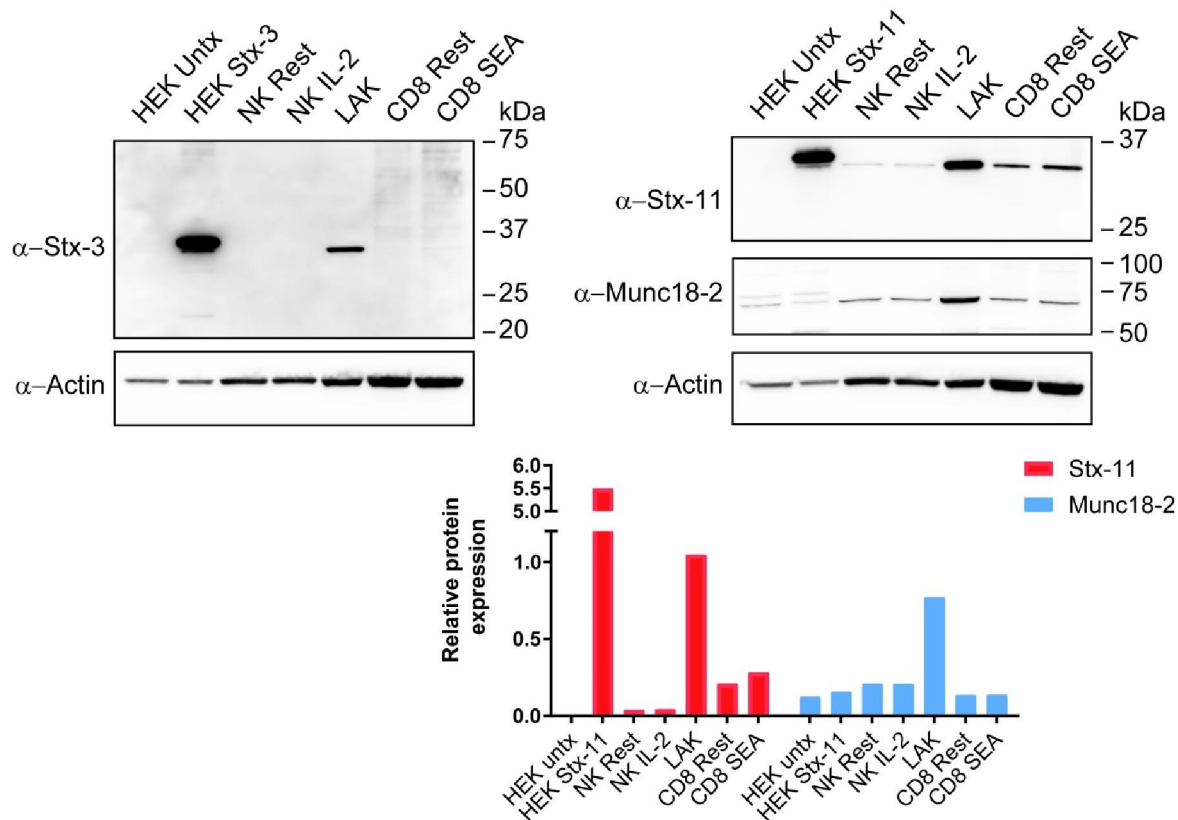 HEK Untx
HEK Stx-3
NK Rest
NK IL-2
LAK
CD8 Rest
CD8 SEA
kDa
75
50
37
25
20
α–Stx-3
α–Actin
HEK Untx
HEK Stx-11
NK Rest
NK IL-2
LAK
CD8 Rest
CD8 SEA
kDa
37
25
α–Stx-11
100
75
50
α–Munc18-2
α–Actin
Stx-11
Munc18-2
Relative protein
expression
6.0
5.5
5.0
1.0
0.5
0.0
HEK untx
HEK Stx-11
NK Rest
NK IL-2
LAK
CD8 Rest
CD8 SEA
HEK untx
HEK Stx-11
NK Rest
NK IL-2
LAK
CD8 Rest
CD8 SEA